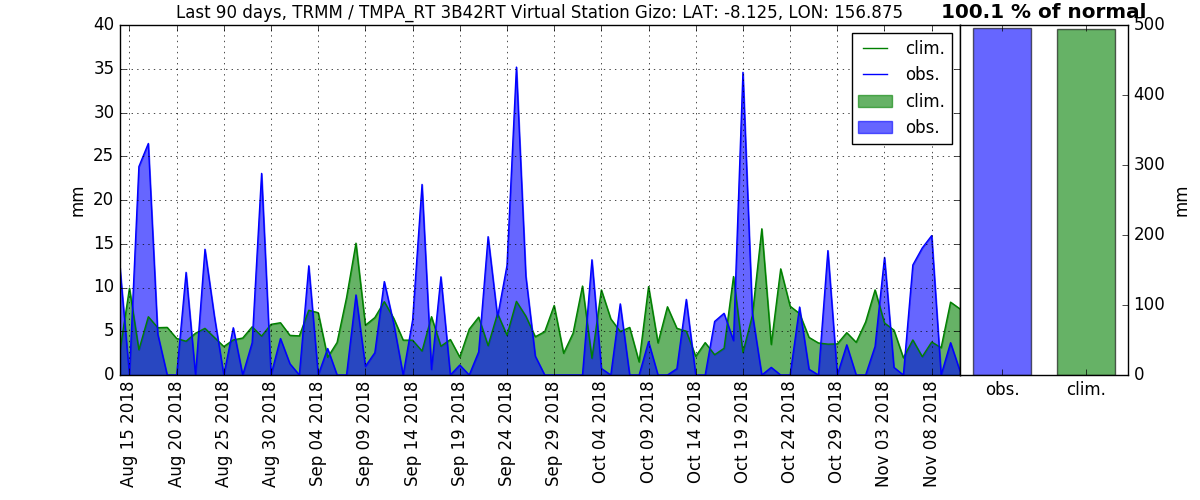 Last 90 days, TRMM / TMPA_RT 3B42RT Virtual Station Gizo: LAT: -8.125, LON: 156.875
100.1 % of normal
40
35
30
25
20
15
10
5
0
mm
clim.
obs.
clim.
obs.
500
400
300
200
100
0
mm
obs.
clim.
Aug 15 2018
Aug 20 2018
Aug 25 2018
Aug 30 2018
Sep 04 2018
Sep 09 2018
Sep 14 2018
Sep 19 2018
Sep 24 2018
Sep 29 2018
Oct 04 2018
Oct 09 2018
Oct 14 2018
Oct 19 2018
Oct 24 2018
Oct 29 2018
Nov 03 2018
Nov 08 2018